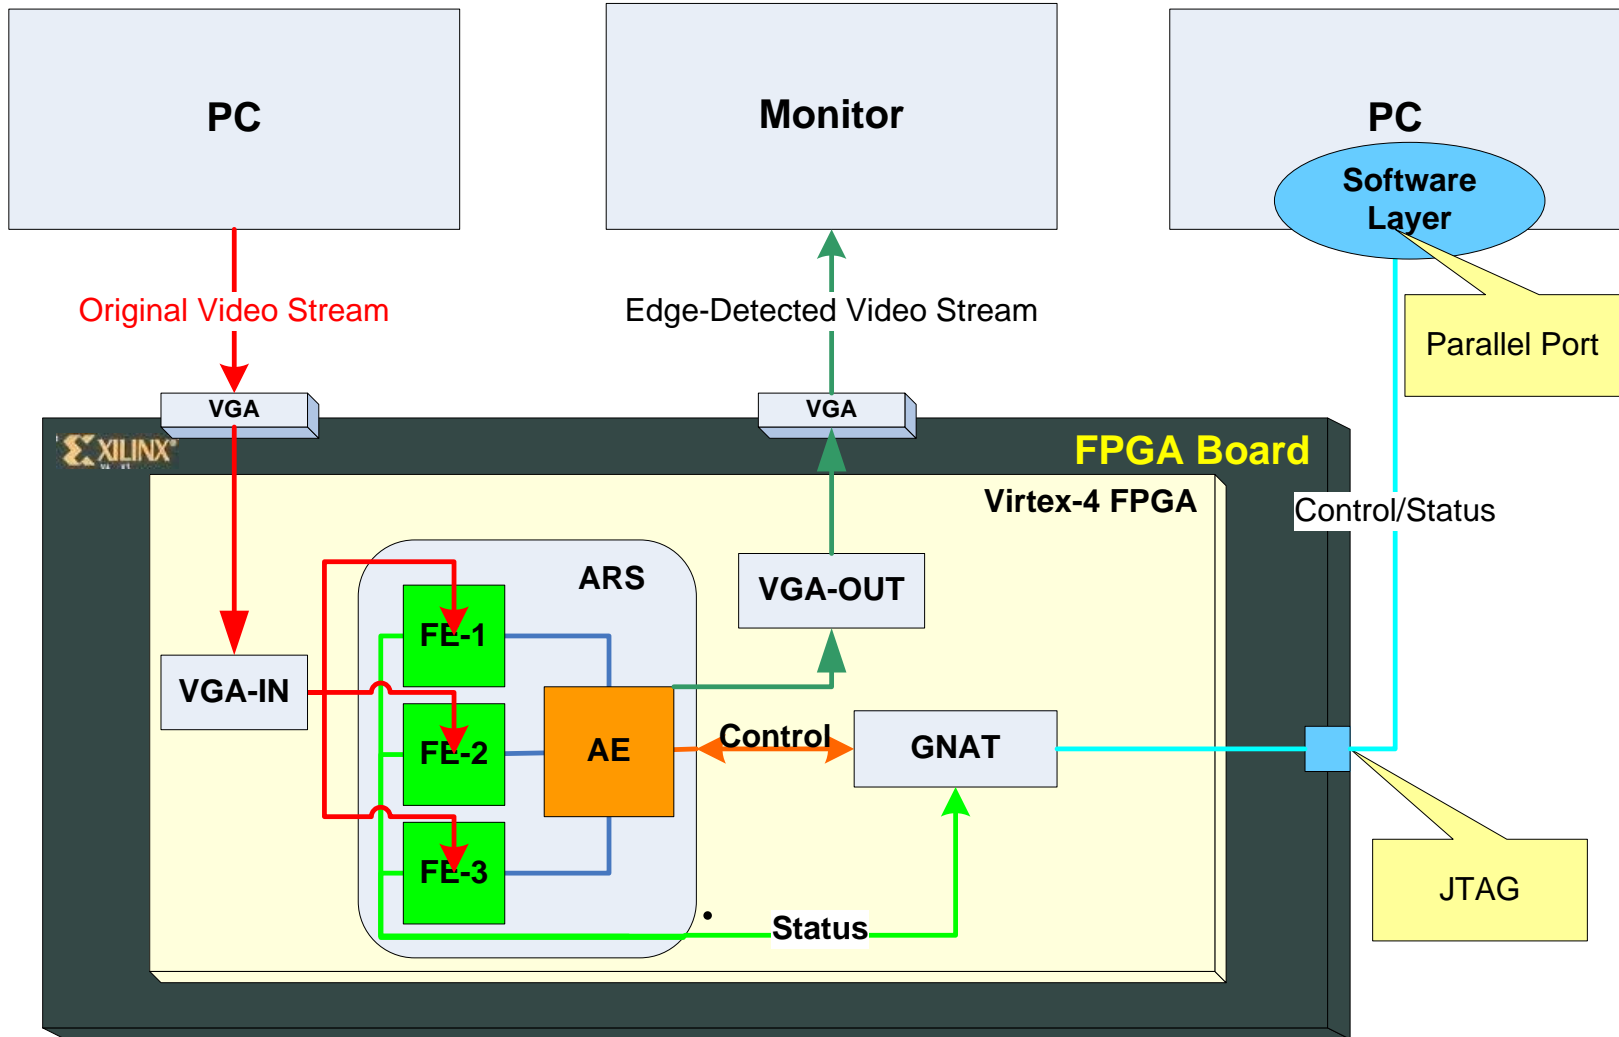 PC
Monitor
PC
Software
Layer
Original Video Stream
Edge-Detected Video Stream
Parallel Port
VGA
VGA
XILINX
FPGA Board
Virtex-4 FPGA
Control/Status
ARS
VGA-OUT
FE-1
VGA-IN
FE-2
AE
Control
GNAT
FE-3
JTAG
Status